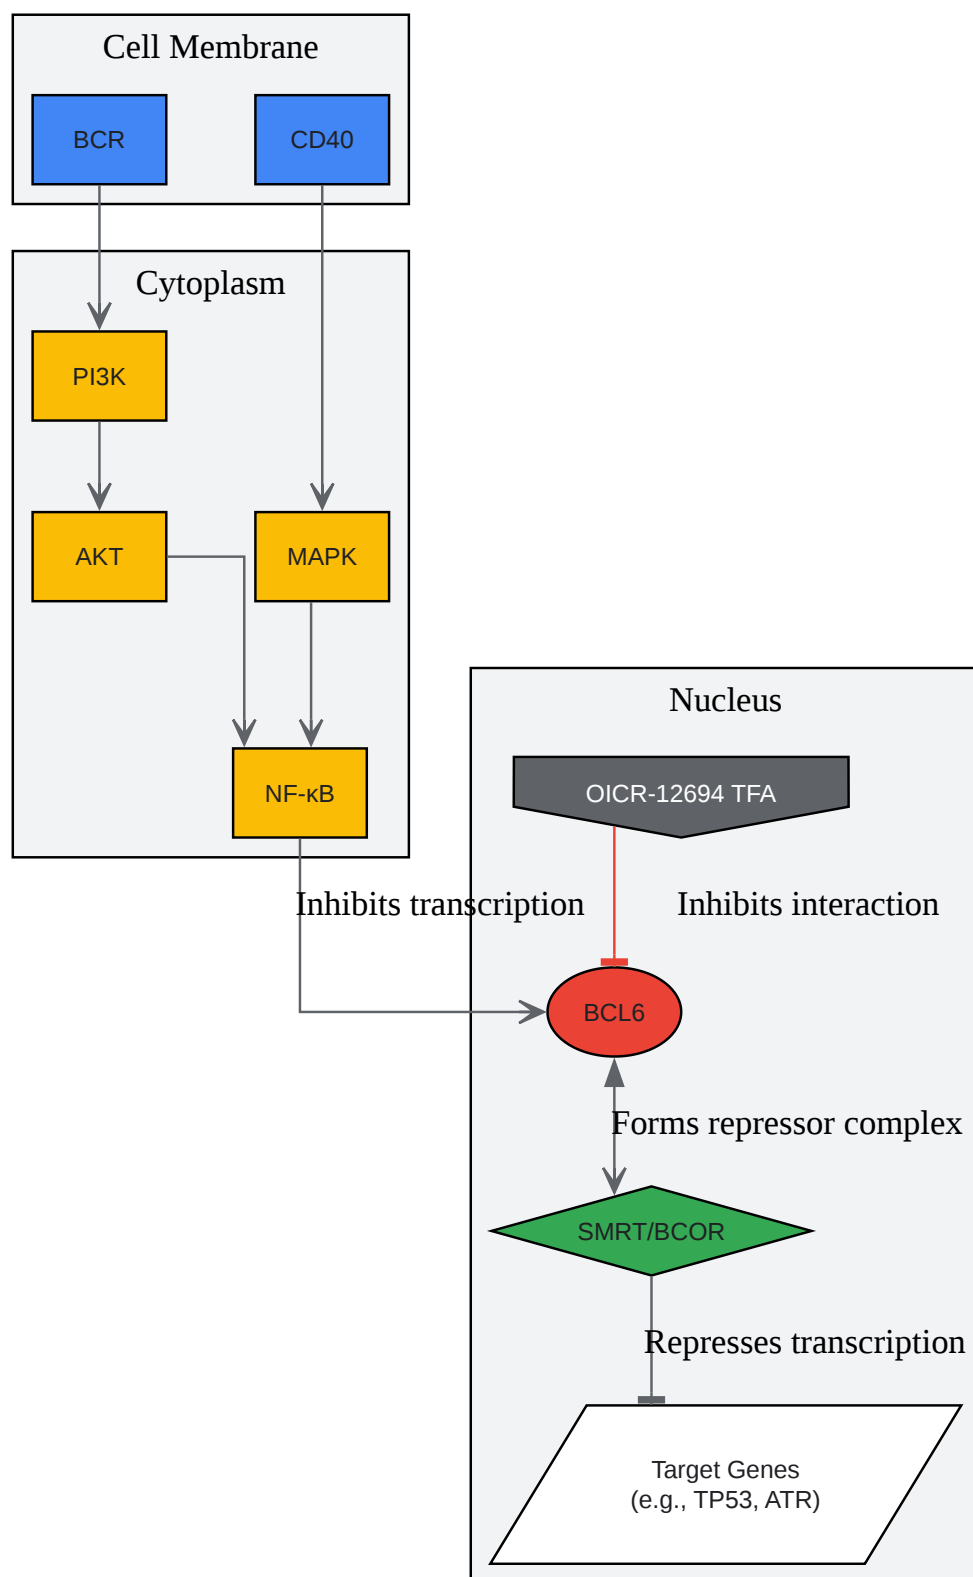 Cell Membrane
BCR
CD40
Cytoplasm
PI3K
AKT
MAPK
NF-κB
Nucleus
OICR-12694 TFA
Inhibits transcription
Inhibits interaction
BCL6
Forms repressor complex
SMRT/BCOR
Represses transcription
Target Genes
(e.g., TP53, ATR)